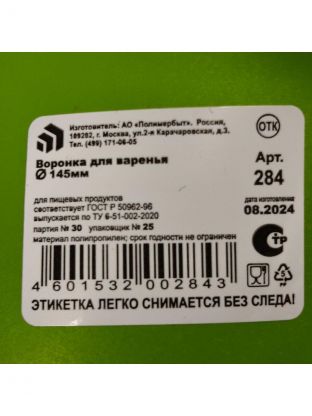 Изготовитель: АО «Полимербыт». Россия,
109202, г. Москва, ул.2-я Карачаровская, д.3.
Тел. (499) 171-06-05
ОТК
Воронка для варенья
Ø 145мм
Арт.
284
для пищевых продуктов
соответствует ГОСТ Р 50962-96
выпускается по ТУ 6-51-002-2020
дата изготовления
08.2024
партия № 30 упаковщик № 25
материал полипропилен; срок годности не ограничен
СТР
5
4 601532 002843
ЭТИКЕТКА ЛЕГКО СНИМАЕТСЯ БЕЗ СЛЕДА!